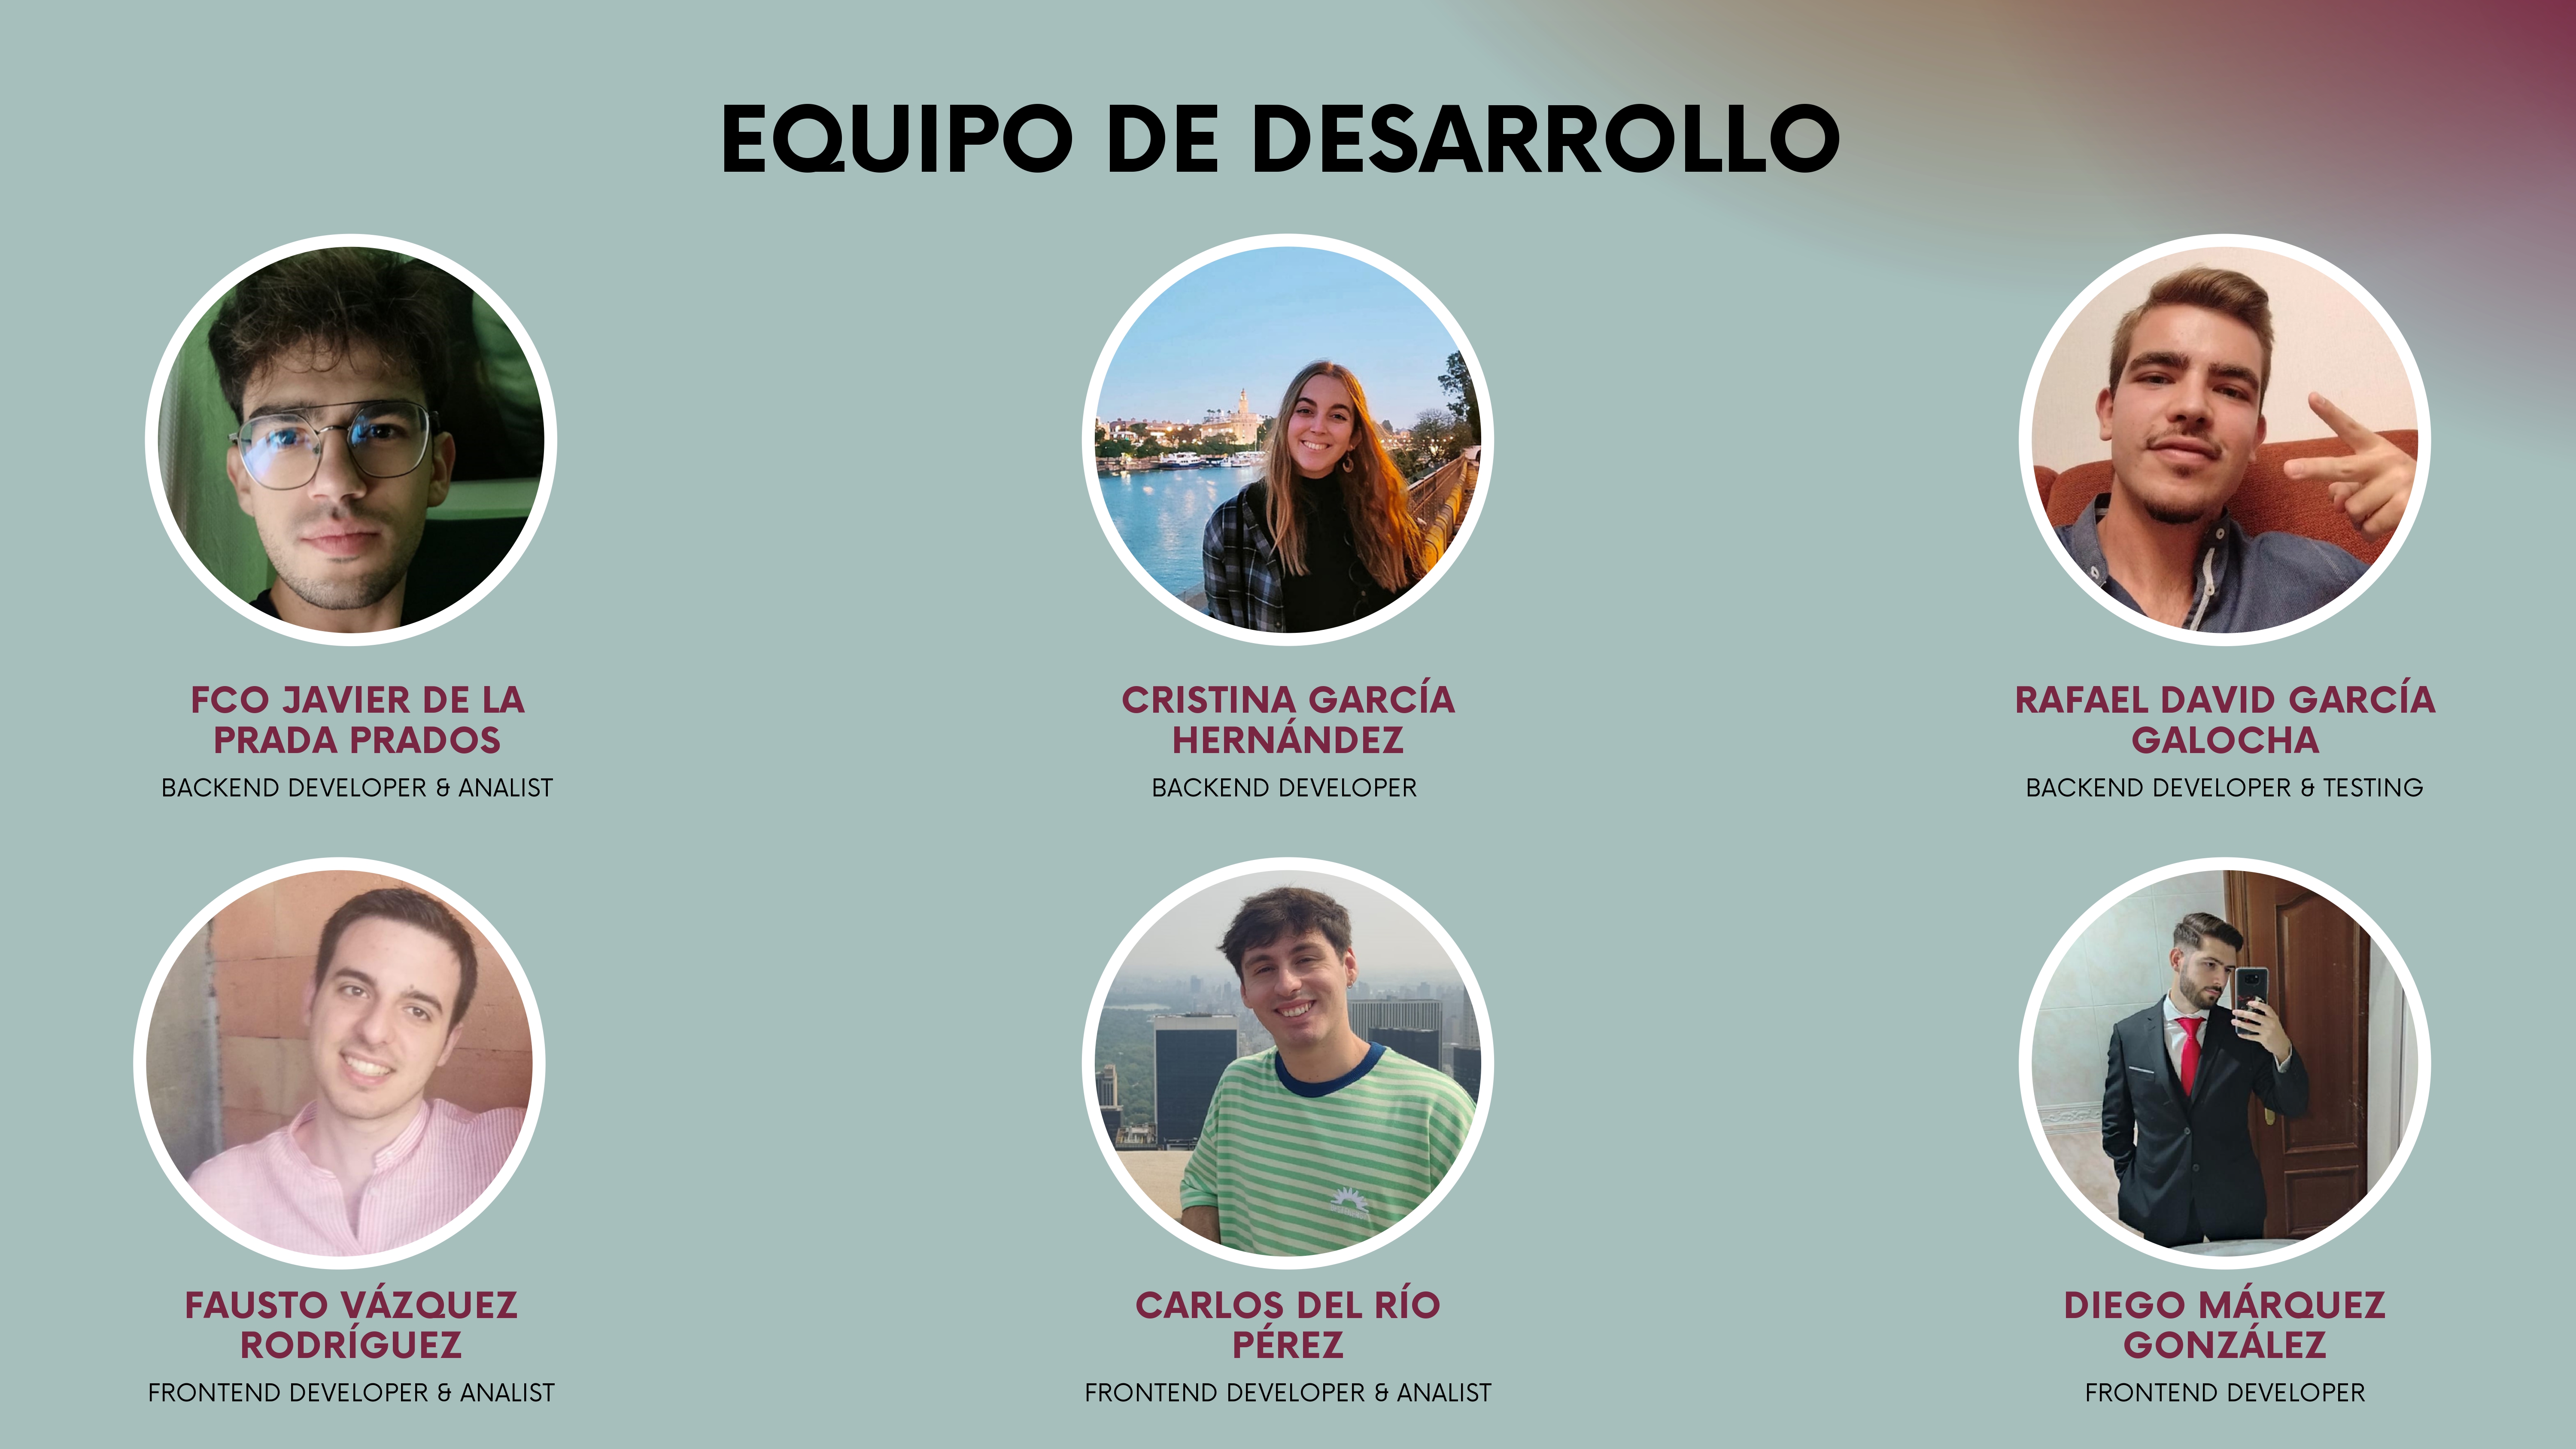 EQUIPO DE DESARROLLO
FCO JAVIER DE LA
PRADA PRADOS
BACKEND DEVELOPER & ANALIST
CRISTINA GARCÍA
HERNÁNDEZ
BACKEND DEVELOPER
RAFAEL DAVID GARCÍA
GALOCHA
BACKEND DEVELOPER & TESTING
FAUSTO VÁZQUEZ
RODRÍGUEZ
FRONTEND DEVELOPER & ANALIST
CARLOS DEL RÍO
PÉREZ
FRONTEND DEVELOPER & ANALIST
DIEGO MÁRQUEZ
GONZÁLEZ
FRONTEND DEVELOPER